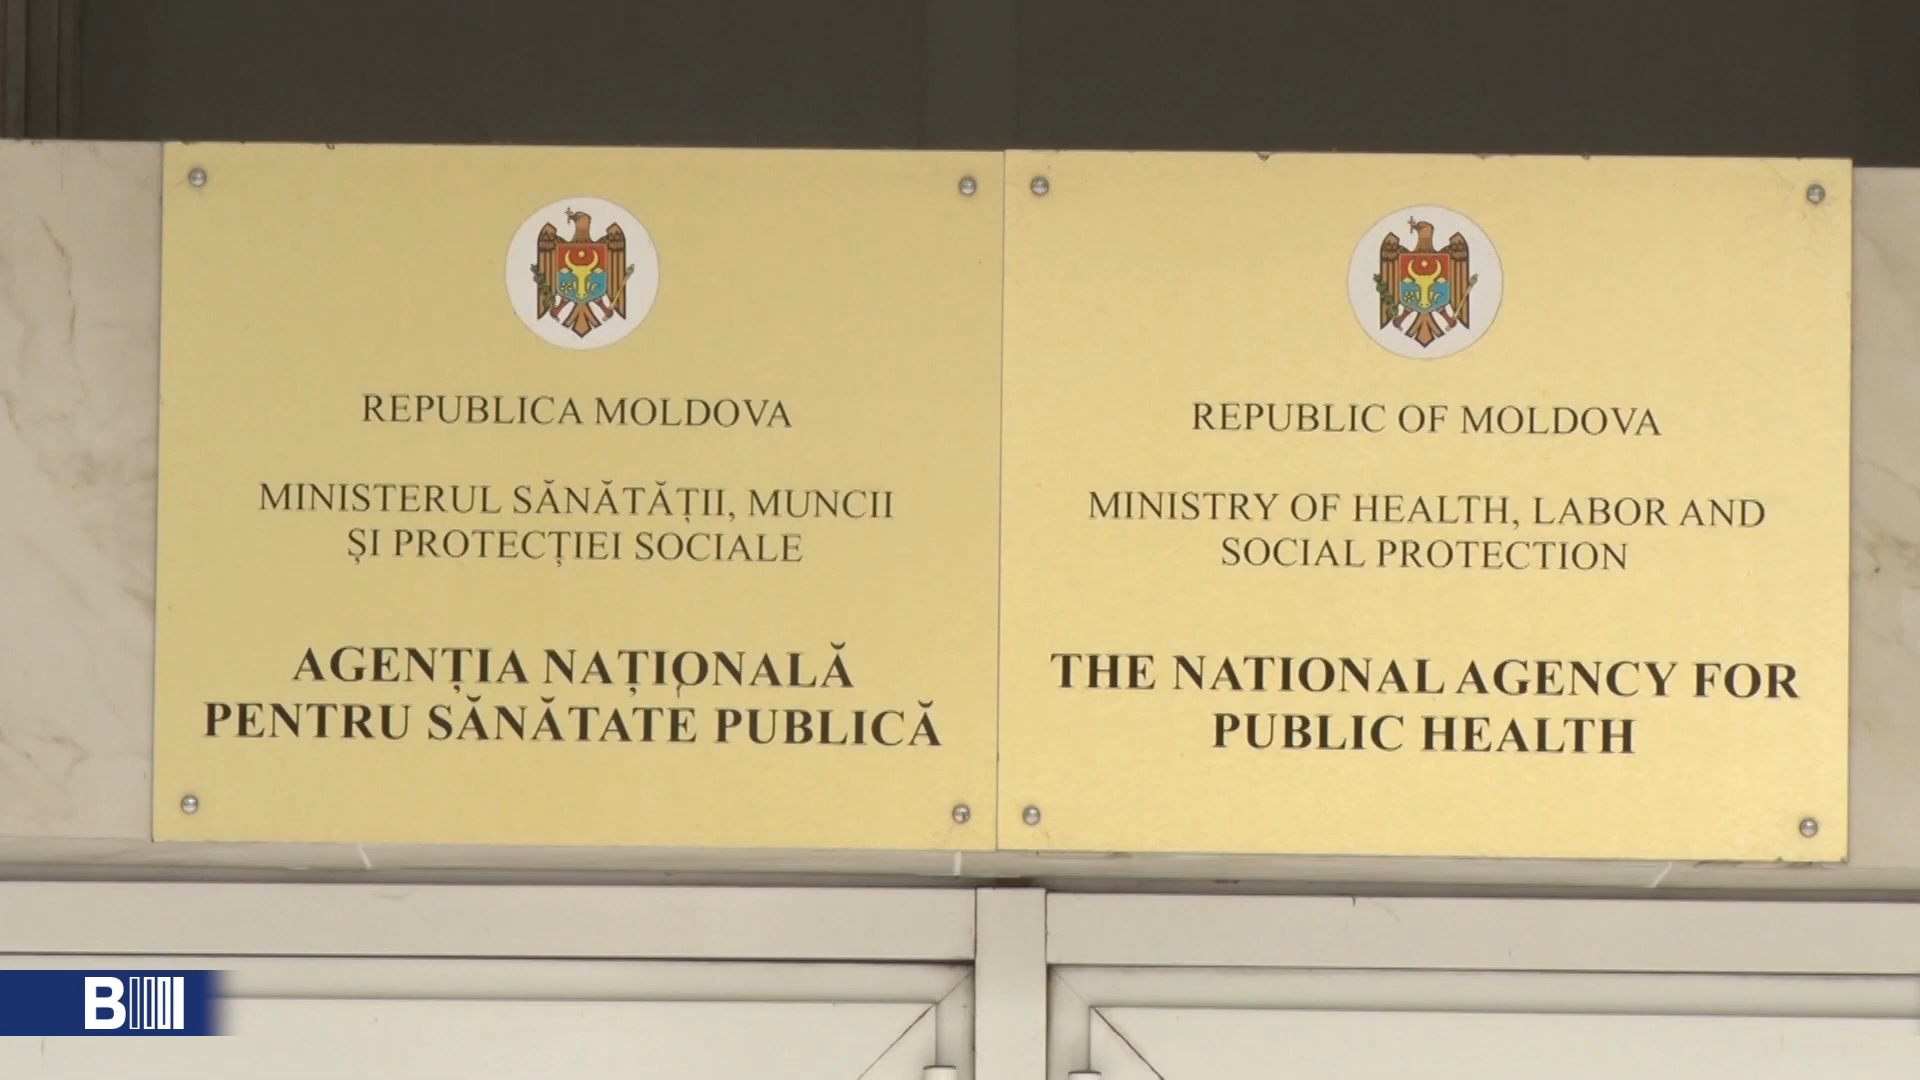 REPUBLICA MOLDOVA
MINISTERUL SĂNĂTĂȚII, MUNCII
ȘI PROTECȚIEI SOCIALE
AGENȚIA NAȚIONALĂ
PENTRU SĂNĂTATE PUBLICĂ
REPUBLIC OF MOLDOVA
MINISTRY OF HEALTH, LABOR AND
SOCIAL PROTECTION
THE NATIONAL AGENCY FOR
PUBLIC HEALTH
B